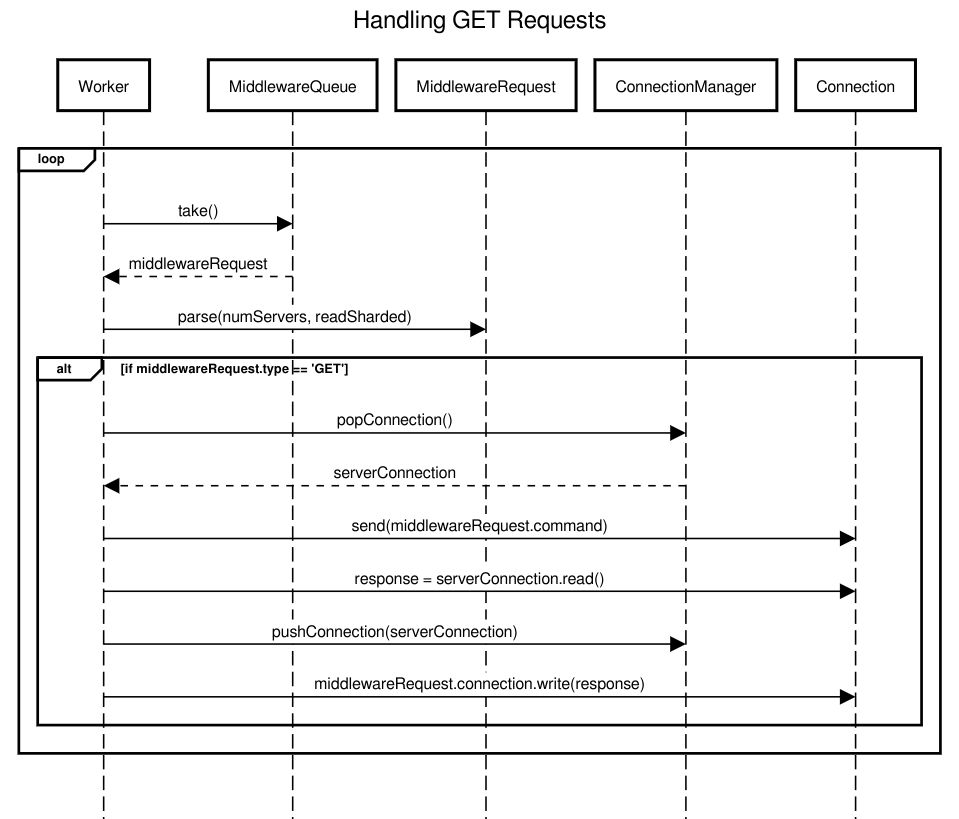 Handling GET Requests
Worker
MiddlewareQueue
MiddlewareRequest
ConnectionManager
Connection
loop
take()
middlewareRequest
parse(numServers, readSharded)
alt
[if middlewareRequest.type == 'GET']
popConnection()
serverConnection
send(middlewareRequest.command)
response = serverConnection.read()
pushConnection(serverConnection)
middlewareRequest.connection.write(response)